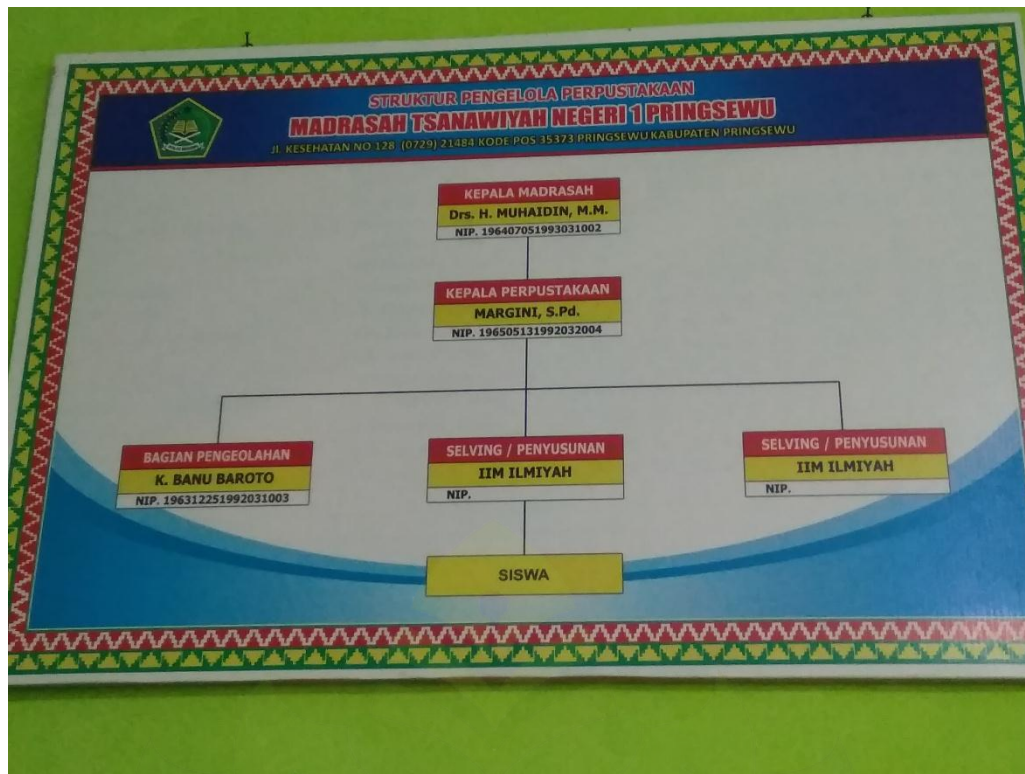 STRUKTUR PENGELOLA PERPUSTAKAAN
MADRASAH TSANAWIYAH NEGERI 1 PRINGSEWU
Jl. KESEHATAN NO 128 (0729) 21484 KODE POS 35373 PRINGSEWU KABUPATEN PRINGSEWU
KEPALA MADRASAH
Drs. H. MUHAIDIN, M.M.
NIP. 196407051993031002
KEPALA PERPUSTAKAAN
MARGINI, S.Pd.
NIP. 196505131992032004
BAGIAN PENGEOLAHAN
K. BANU BAROTO
NIP. 196312251992031003
SELVING / PENYUSUNAN
IIM ILMIYAH
NIP.
SELVING / PENYUSUNAN
IIM ILMIYAH
NIP.
SISWA